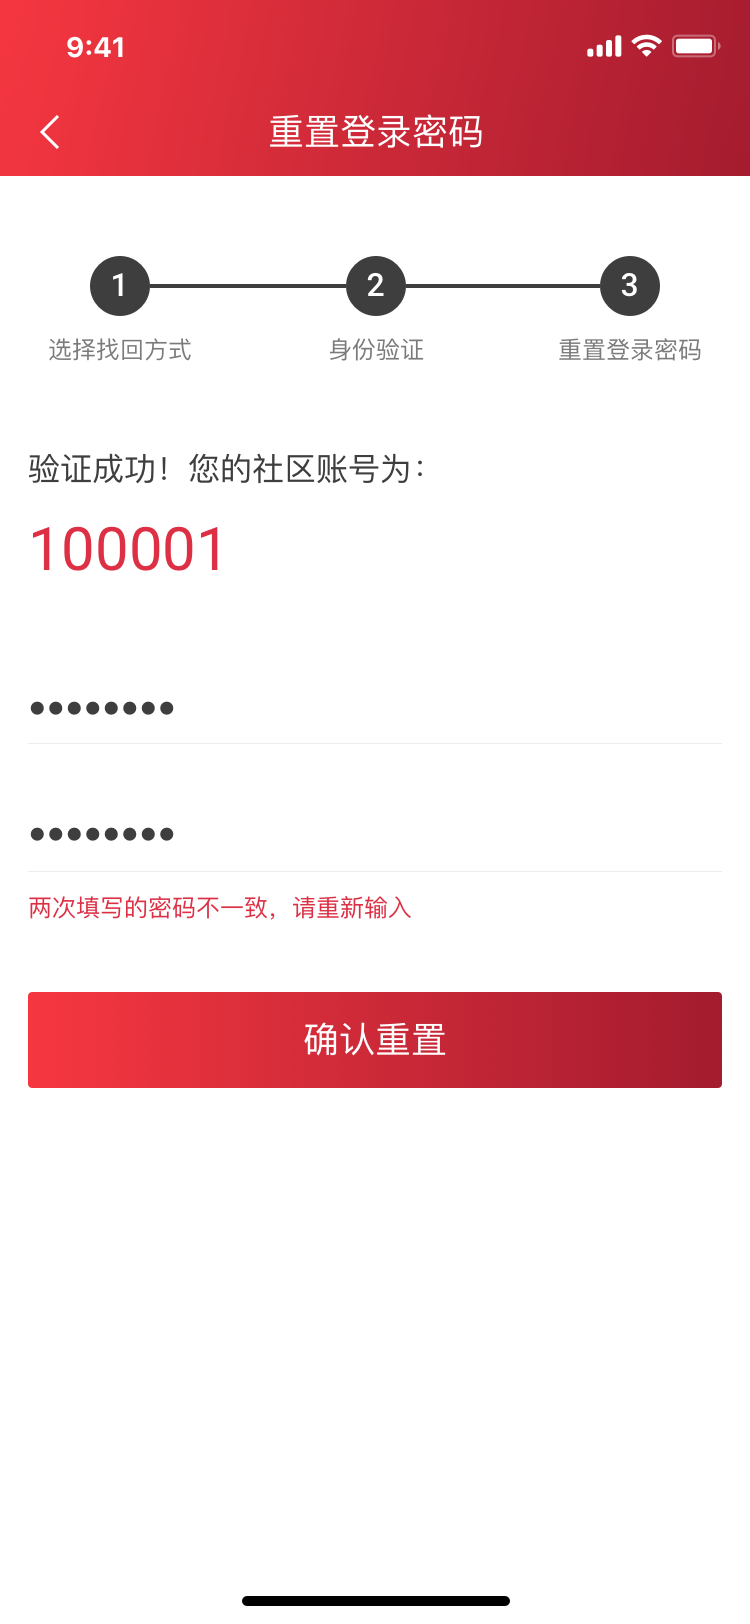 9:41
重置登录密码
1 2 3
选择找回方式 身份验证 重置登录密码
验证成功！您的社区账号为：
100001
••••••••
••••••••
两次填写的密码不一致，请重新输入
确认重置